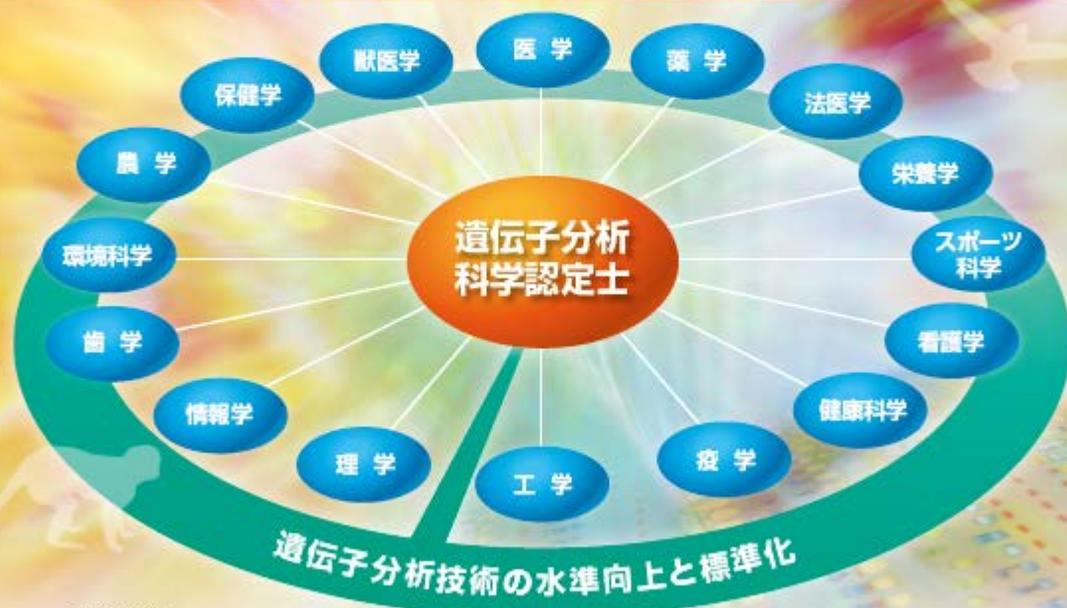 医学
薬学
法医学
栄養学
スポーツ
科学
看護学
健康科学
疫学
工学
理学
情報学
歯学
環境科学
農学
保健学
獣医学
遺伝子分析
科学認定士
遺伝子分析技術の水準向上と標準化